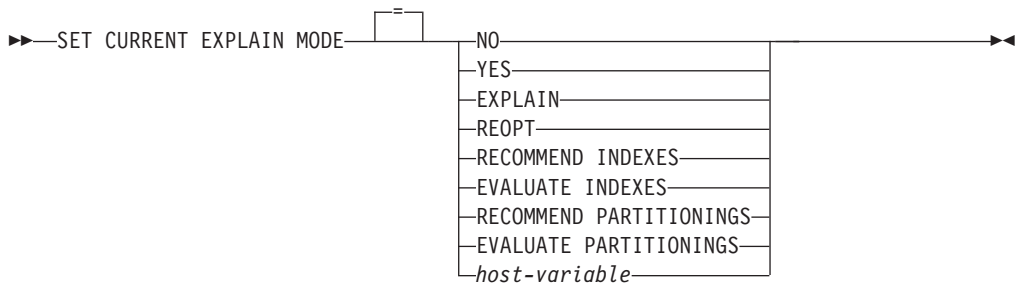 =
SET CURRENT EXPLAIN MODE NO
YES
EXPLAIN
REOPT
RECOMMEND INDEXES
EVALUATE INDEXES
RECOMMEND PARTITIONINGS
EVALUATE PARTITIONINGS
host-variable